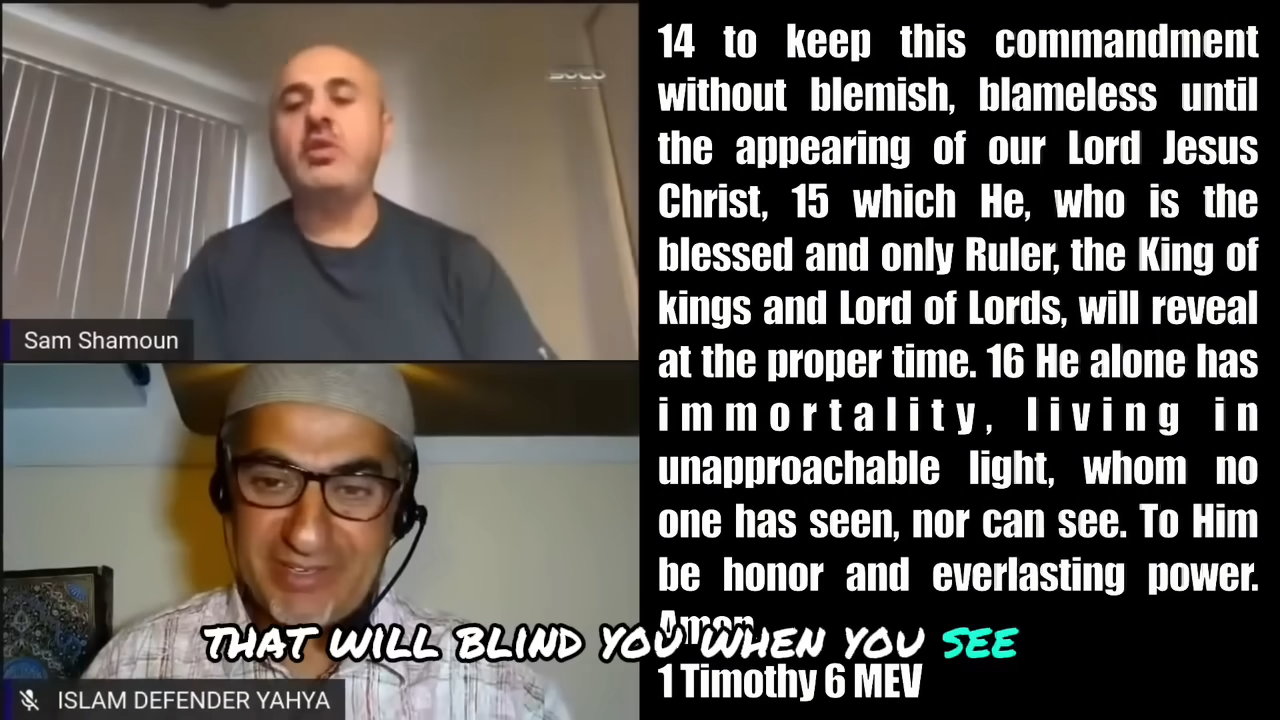 SOLO
Sam Shamoun
ISLAM DEFENDER YAHYA
14 to keep this commandment
without blemish, blameless until
the appearing of our Lord Jesus
Christ, 15 which He, who is the
blessed and only Ruler, the King of
kings and Lord of Lords, will reveal
at the proper time. 16 He alone has
immortality, living in
unapproachable light, whom no
one has seen, nor can see. To Him
be honor and everlasting power.
Amen.
1 Timothy 6 MEV
THAT WILL BLIND YOU WHEN YOU SEE